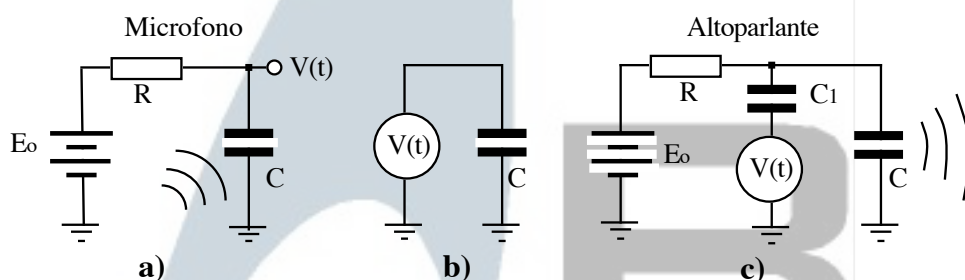 Microfono
Altoparlante
V(t)
R
Eo
C
a)
V(t)
C
b)
R
C1
Eo
V(t)
C
c)